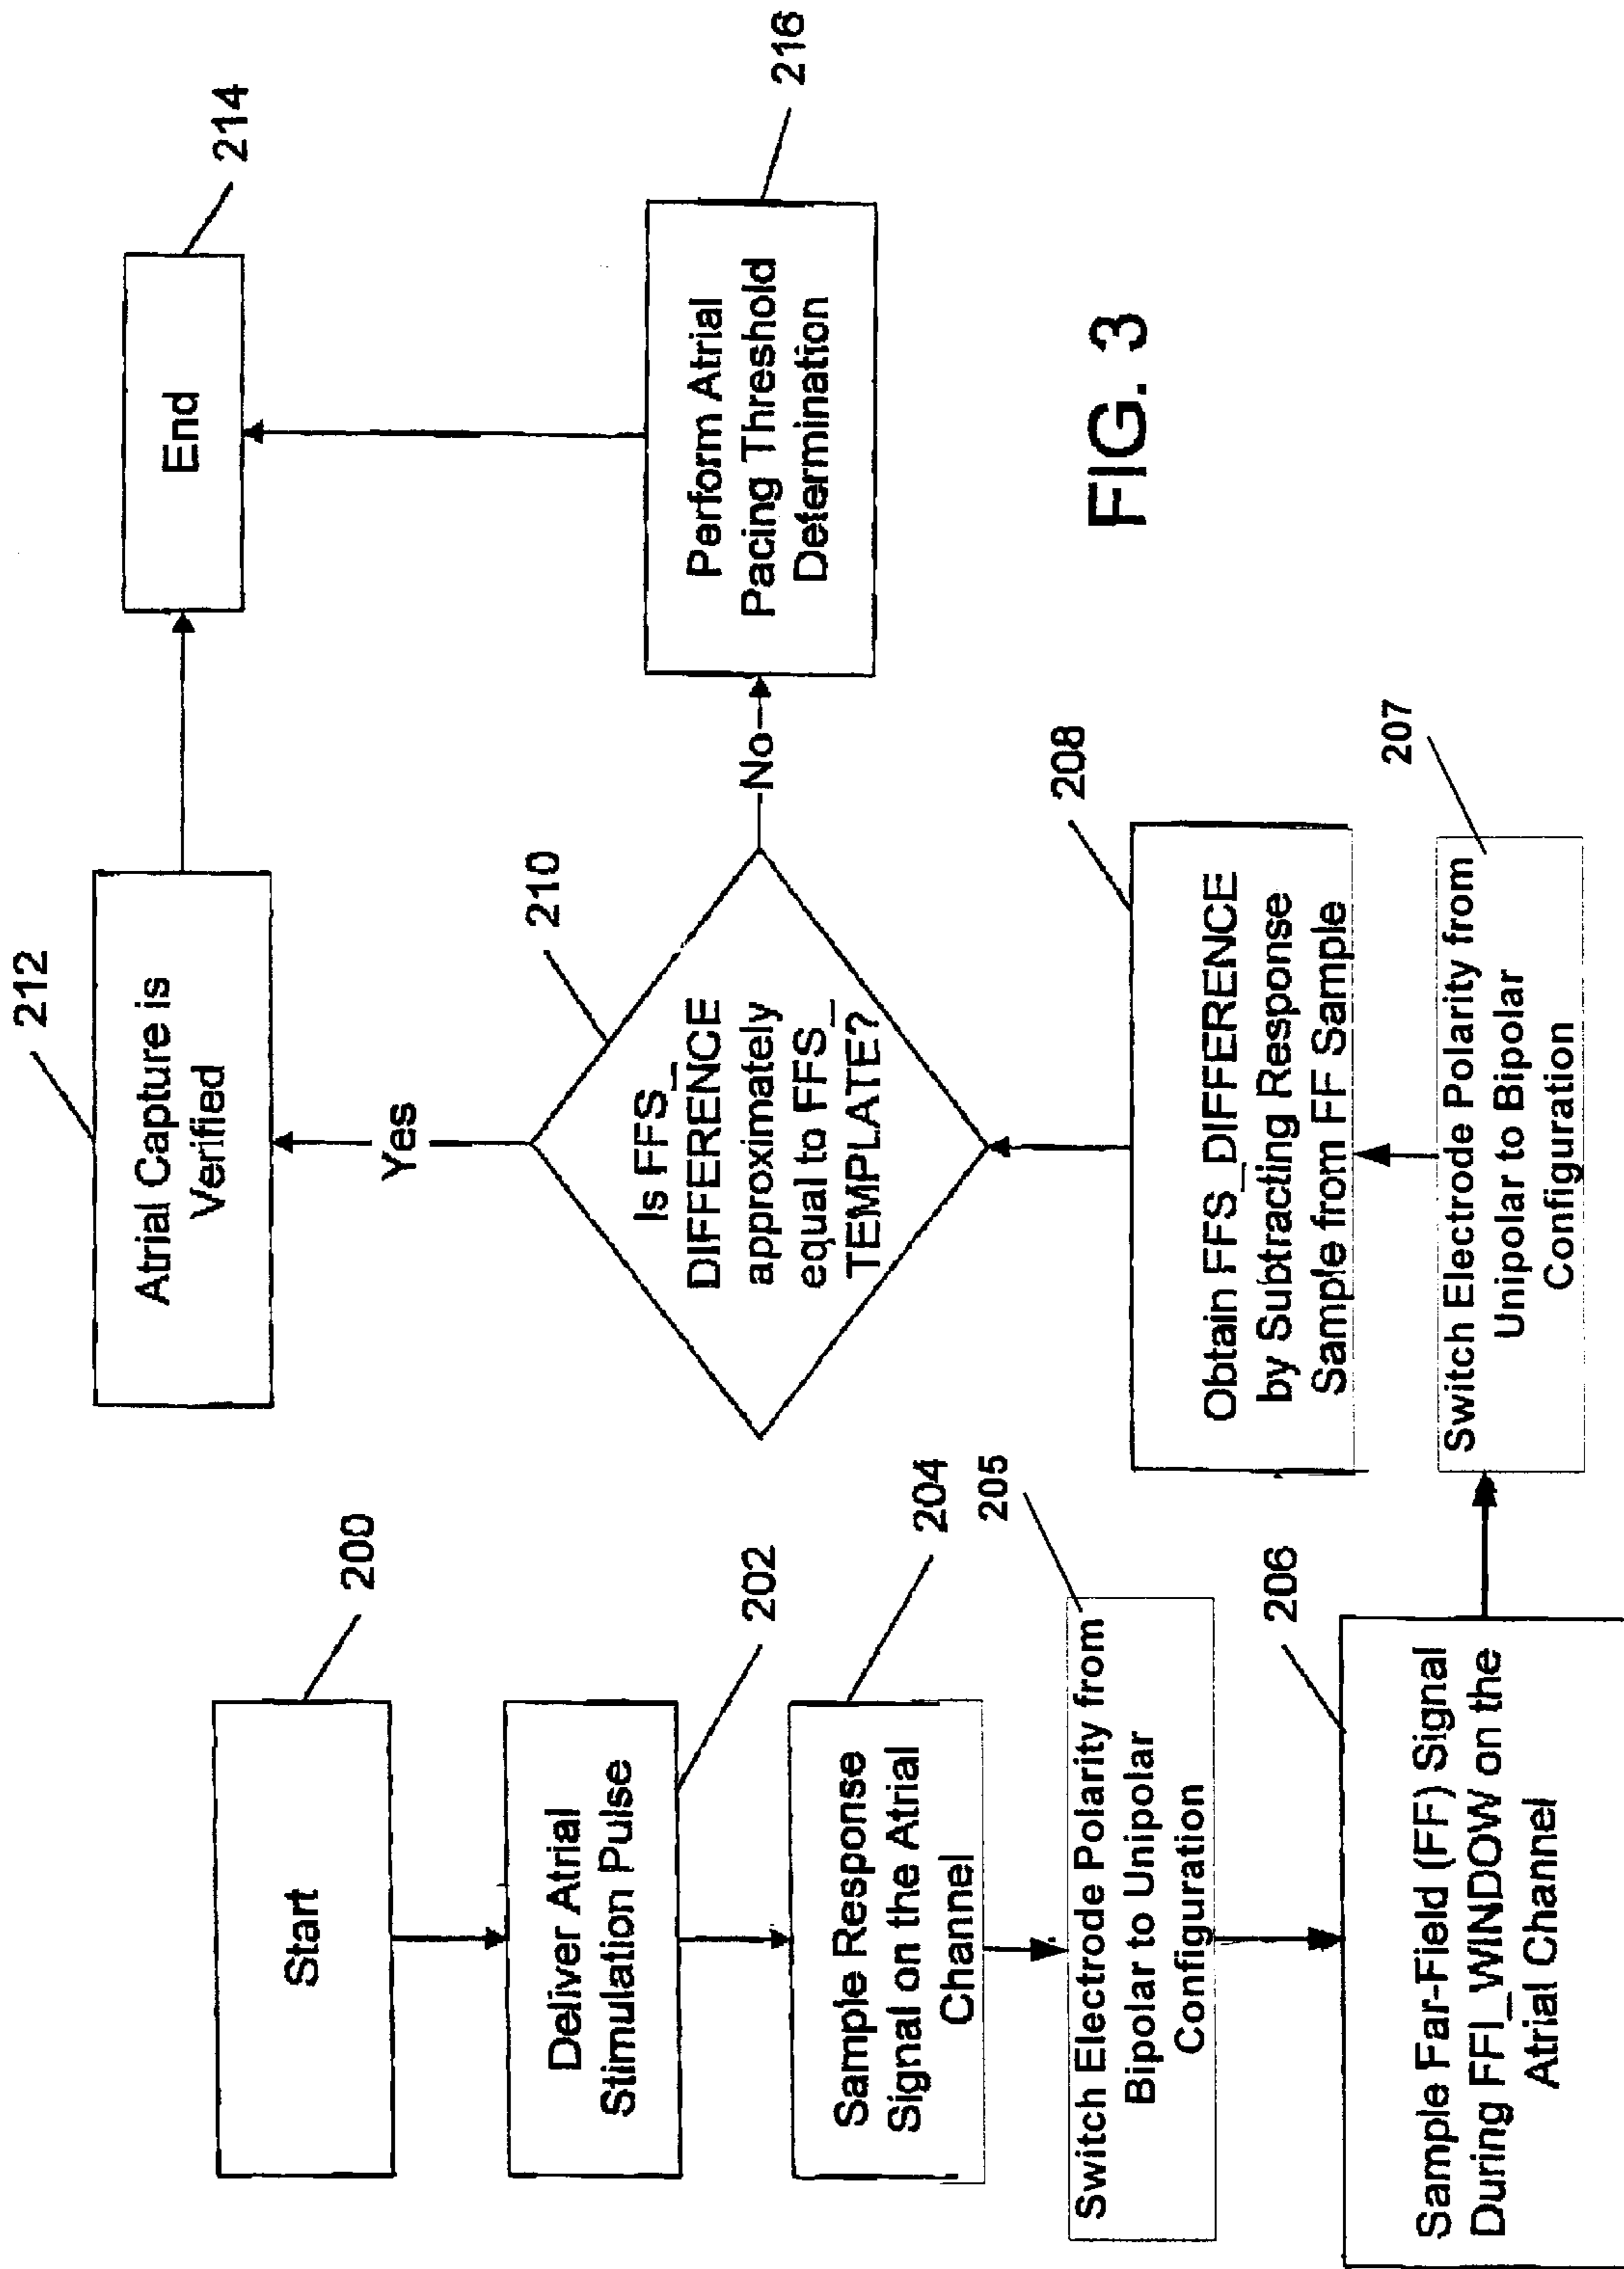 200
Start
202
Deliver Atrial
Stimulation Pulse
204
Sample Response
Signal on the Atrial
Channel
205
Switch Electrode Polarity from
Bipolar to Unipolar
Configuration
206
Sample Far-Field (FF) Signal
During FFI_WINDOW on the
Atrial Channel
207
Switch Electrode Polarity from
Unipolar to Bipolar
Configuration
208
Obtain FFS_DIFFERENCE
by Subtracting Response
Sample from FF Sample
210
Is FFS_
DIFFERENCE
approximately
equal to FFS_
TEMPLATE?
Yes
No
212
Atrial Capture is
Verified
214
End
216
Perform Atrial
Pacing Threshold
Determination
FIG. 3